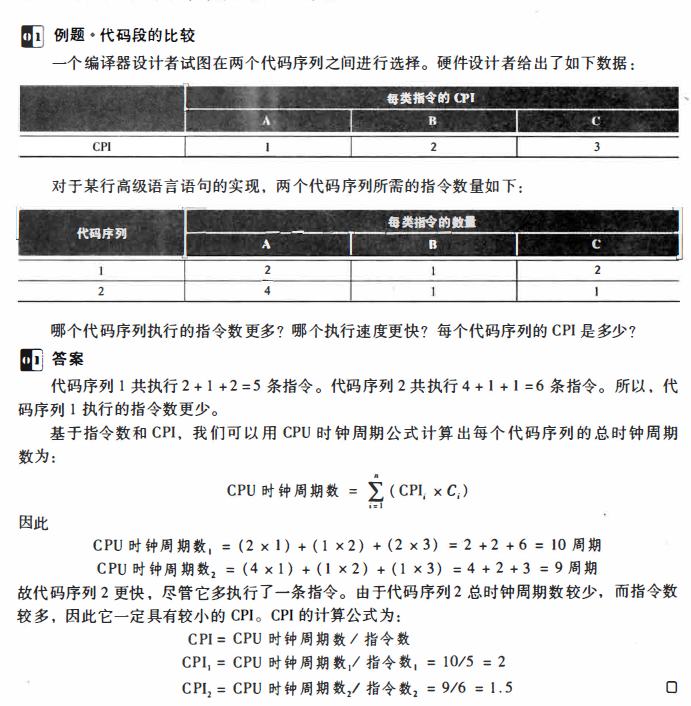 01 例题·代码段的比较
一个编译器设计者试图在两个代码序列之间进行选择。硬件设计者给出了如下数据：
每类指令的 CPI
A B C
CPI 1 2 3
对于某行高级语言语句的实现，两个代码序列所需的指令数量如下：
代码序列 每类指令的数量
A B C
1 2 1 2
2 4 1 1
哪个代码序列执行的指令数更多？哪个执行速度更快？每个代码序列的 CPI 是多少？
01 答案
代码序列 1 共执行 2 + 1 + 2 = 5 条指令。代码序列 2 共执行 4 + 1 + 1 = 6 条指令。所以，代
码序列 1 执行的指令数更少。
基于指令数和 CPI，我们可以用 CPU 时钟周期公式计算出每个代码序列的总时钟周期
数为：
CPU 时钟周期数 = ∑ⁿᵢ₌₁ ( CPIᵢ × Cᵢ )
因此
CPU 时钟周期数₁ = (2 × 1) + (1 × 2) + (2 × 3) = 2 + 2 + 6 = 10 周期
CPU 时钟周期数₂ = (4 × 1) + (1 × 2) + (1 × 3) = 4 + 2 + 3 = 9 周期
故代码序列 2 更快，尽管它多执行了一条指令。由于代码序列2 总时钟周期数较少，而指令数
较多，因此它一定具有较小的 CPI。CPI 的计算公式为：
CPI = CPU 时钟周期数 / 指令数
CPI₁ = CPU 时钟周期数₁/ 指令数₁ = 10/5 = 2
CPI₂ = CPU 时钟周期数₂/ 指令数₂ = 9/6 = 1.5